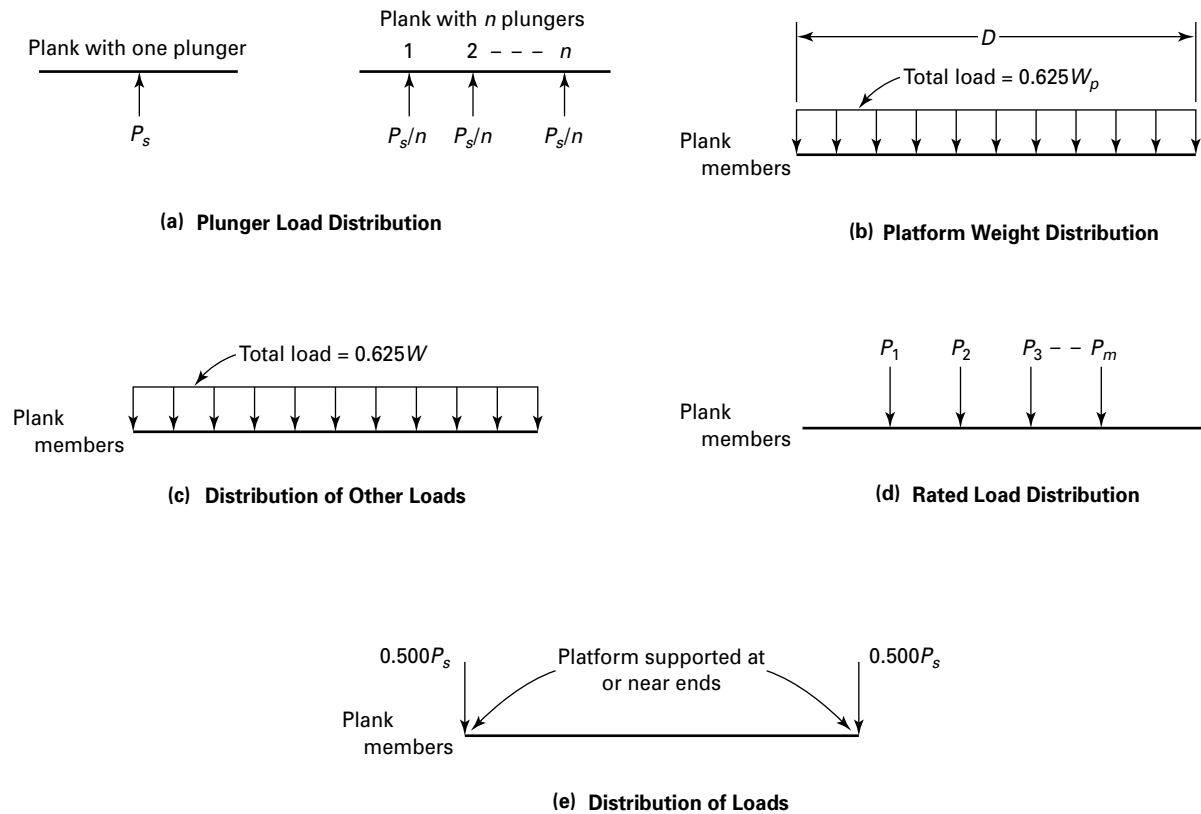 Plank with one plunger
P_s
Plank with n plungers
1 2 – – – n
P_s/n P_s/n P_s/n
(a) Plunger Load Distribution
D
Total load = 0.625W_p
Plank
members
(b) Platform Weight Distribution
Total load = 0.625W
Plank
members
(c) Distribution of Other Loads
P_1 P_2 P_3 – – P_m
Plank
members
(d) Rated Load Distribution
0.500P_s
Platform supported at
or near ends
0.500P_s
Plank
members
(e) Distribution of Loads